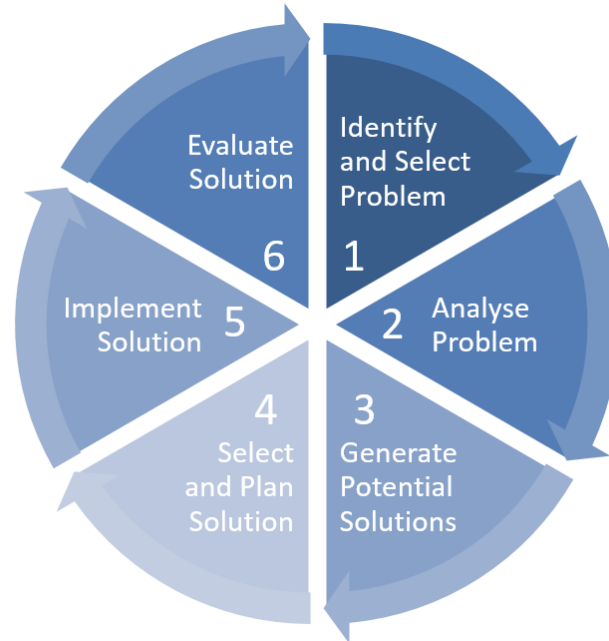 Identify
and Select
Problem
1
2
Analyse
Problem
3
Generate
Potential
Solutions
4
Select
and Plan
Solution
Implement
Solution
5
Evaluate
Solution
6